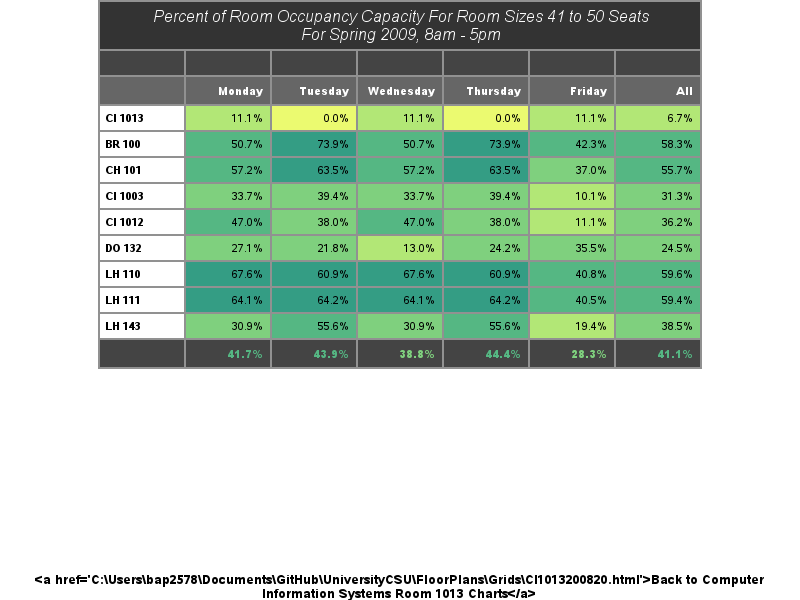 Percent of Room Occupancy Capacity For Room Sizes 41 to 50 Seats
For Spring 2009, 8am - 5pm
Monday Tuesday Wednesday Thursday Friday All
CI 1013 11.1% 0.0% 11.1% 0.0% 11.1% 6.7%
BR 100 50.7% 73.9% 50.7% 73.9% 42.3% 58.3%
CH 101 57.2% 63.5% 57.2% 63.5% 37.0% 55.7%
CI 1003 33.7% 39.4% 33.7% 39.4% 10.1% 31.3%
CI 1012 47.0% 38.0% 47.0% 38.0% 11.1% 36.2%
DO 132 27.1% 21.8% 13.0% 24.2% 35.5% 24.5%
LH 110 67.6% 60.9% 67.6% 60.9% 40.8% 59.6%
LH 111 64.1% 64.2% 64.1% 64.2% 40.5% 59.4%
LH 143 30.9% 55.6% 30.9% 55.6% 19.4% 38.5%
41.7% 43.9% 38.8% 44.4% 28.3% 41.1%
<a href='C:\Users\bap2578\Documents\GitHub\UniversityCSU\FloorPlans\Grids\CI1013200820.html'>Back to Computer
Information Systems Room 1013 Charts</a>